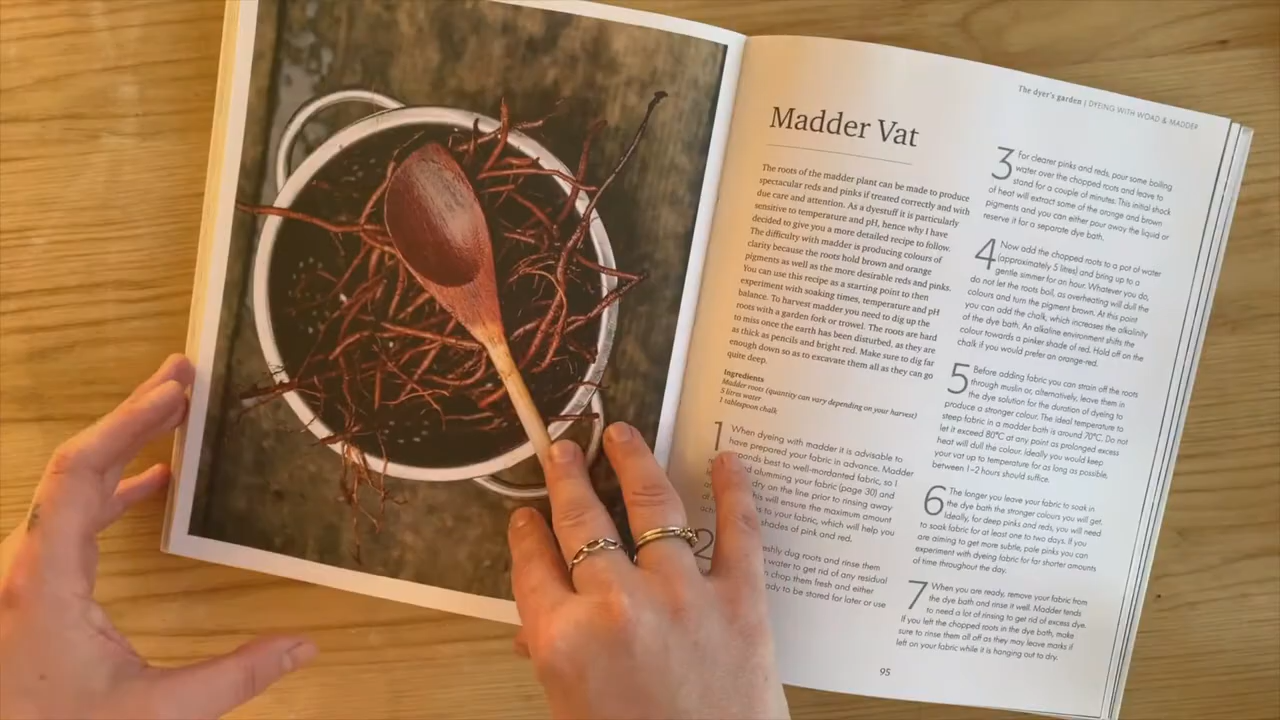 The dyer's garden | DYEING WITH WOAD & MADDER
Madder Vat
The roots of the madder plant can be made to produce
spectacular reds and pinks if treated correctly and with
due care and attention. As a dyestuff it is particularly
sensitive to temperature and pH, hence why I have
decided to give you a more detailed recipe to follow.
The difficulty with madder is producing colours of
clarity because the roots hold brown and orange
pigments as well as the more desirable reds and pinks.
You can use this recipe as a starting point to then
experiment with soaking times, temperature and pH
balance. To harvest madder you need to dig up the
roots with a garden fork or trowel. The roots are hard
to miss once the earth has been disturbed, as they are
as thick as pencils and bright red. Make sure to dig far
enough down so as to excavate them all as they can go
quite deep.
Ingredients
Madder roots (quantity can vary depending on your harvest)
5 litres water
1 tablespoon chalk
1 When dyeing with madder it is advisable to
have prepared your fabric in advance. Madder
best to well-mordanted fabric, so I
alumming your fabric (page 30) and
dry on the line prior to rinsing away
this will ensure the maximum amount
to your fabric, which will help you
shades of pink and red.
2
dug roots and rinse them
water to get rid of any residual
chop them fresh and either
to be stored for later or use
3 For clearer pinks and reds, pour some boiling
water over the chopped roots and leave to
stand for a couple of minutes. This initial shock
of heat will extract some of the orange and brown
pigments and you can either pour away the liquid or
reserve it for a separate dye bath.
4 Now add the chopped roots to a pot of water
(approximately 5 litres) and bring up to a
gentle simmer for an hour. Whatever you do,
do not let the roots boil, as overheating will dull the
colours and turn the pigment brown. At this point
you can add the chalk, which increases the alkalinity
of the dye bath. An alkaline environment shifts the
colour towards a pinker shade of red. Hold off on the
chalk if you would prefer an orange-red.
5 Before adding fabric you can strain off the roots
through muslin or, alternatively, leave them in
the dye solution for the duration of dyeing to
produce a stronger colour. The ideal temperature to
steep fabric in a madder bath is around 70°C. Do not
let it exceed 80°C at any point as prolonged excess
heat will dull the colour. Ideally you would keep
your vat up to temperature for as long as possible,
between 1–2 hours should suffice.
6 The longer you leave your fabric to soak in
the dye bath the stronger colours you will get.
Ideally, for deep pinks and reds, you will need
to soak fabric for at least one to two days. If you
are aiming to get more subtle, pale pinks you can
experiment with dyeing fabric for far shorter amounts
of time throughout the day.
7 When you are ready, remove your fabric from
the dye bath and rinse it well. Madder tends
to need a lot of rinsing to get rid of excess dye.
If you left the chopped roots in the dye bath, make
sure to rinse them all off as they may leave marks if
left on your fabric while it is hanging out to dry.
95